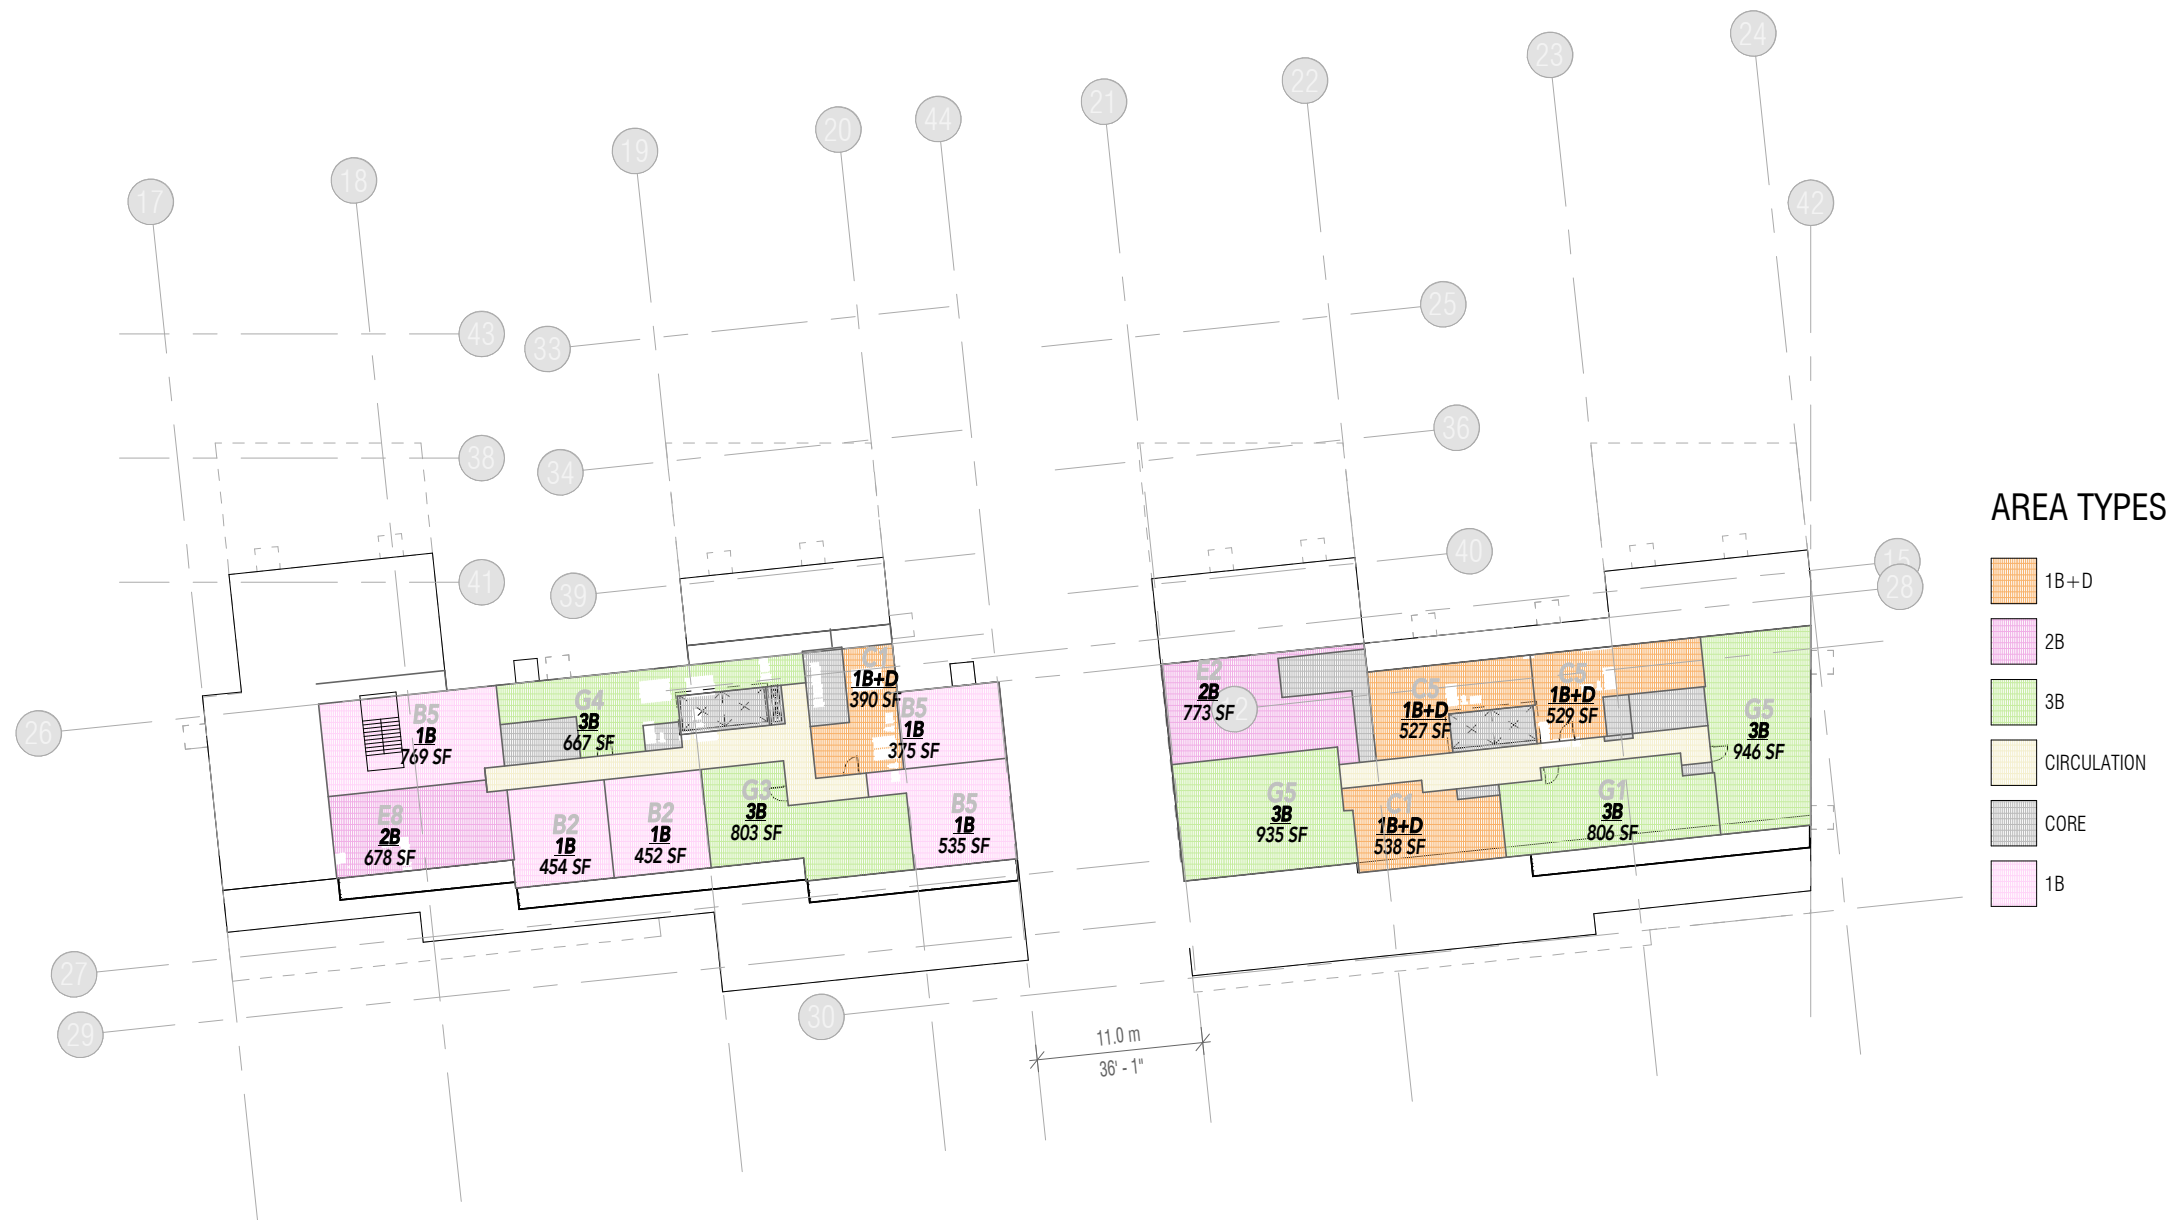 24
23
22
21
44
20
19
18
17
42
25
43
33
36
38
34
40
15
41
28
39
AREA TYPES
1B+D
2B
3B
CIRCULATION
CORE
1B
26
B5
1B
769 SF
G4
3B
667 SF
C1
1B+D
390 SF
B5
1B
375 SF
E8
2B
678 SF
B2
1B
454 SF
B2
1B
452 SF
G3
3B
803 SF
B5
1B
535 SF
E2
2B
773 SF
C5
1B+D
527 SF
C5
1B+D
529 SF
G5
3B
946 SF
G5
3B
935 SF
C1
1B+D
538 SF
G1
3B
806 SF
27
29
30
11.0 m
36' - 1"